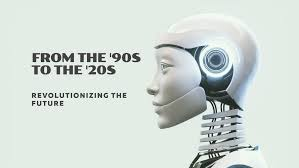 FROM THE '90S
TO THE '20S
REVOLUTIONIZING THE
FUTURE